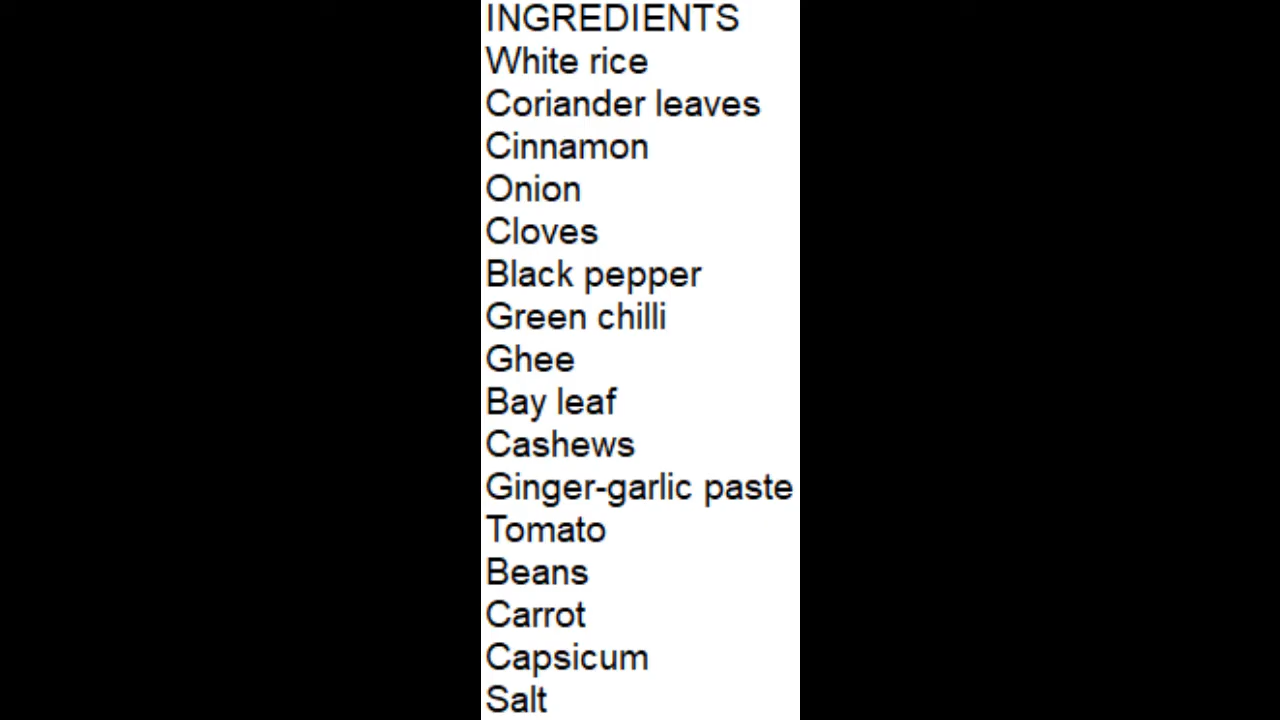 INGREDIENTS
White rice
Coriander leaves
Cinnamon
Onion
Cloves
Black pepper
Green chilli
Ghee
Bay leaf
Cashews
Ginger-garlic paste
Tomato
Beans
Carrot
Capsicum
Salt